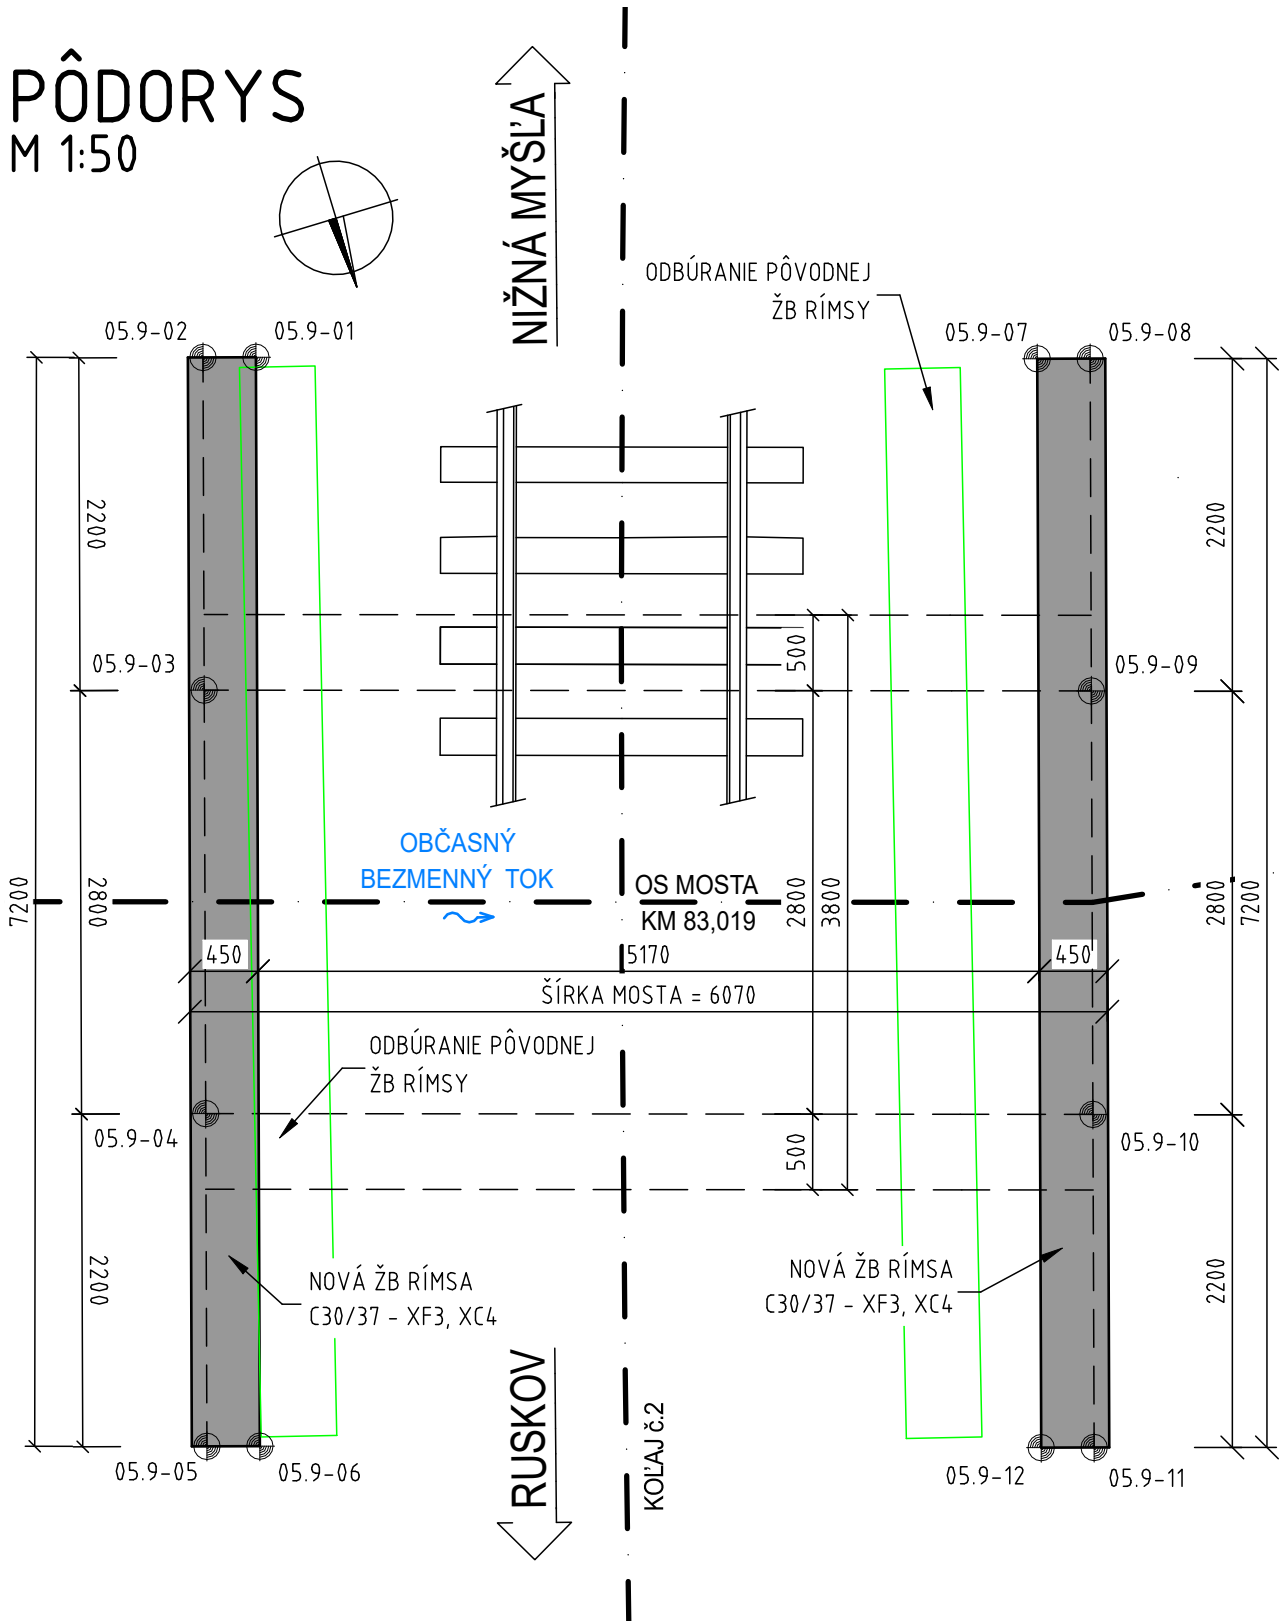 PÔDORYS
M 1:50
NIŽNÁ MYŠĽA
ODBÚRANIE PÔVODNEJ
ŽB RÍMSY
05.9-02
05.9-01
05.9-07
05.9-08
2200
2200
05.9-03
500
05.9-09
OBČASNÝ
BEZMENNÝ TOK
OS MOSTA
KM 83,019
7200
2800
2800
3800
2800
7200
450
5170
450
ŠÍRKA MOSTA = 6070
ODBÚRANIE PÔVODNEJ
ŽB RÍMSY
05.9-04
500
05.9-10
2200
NOVÁ ŽB RÍMSA
C30/37 - XF3, XC4
NOVÁ ŽB RÍMSA
C30/37 - XF3, XC4
2200
RUSKOV
KOĽAJ č.2
05.9-05
05.9-06
05.9-12
05.9-11